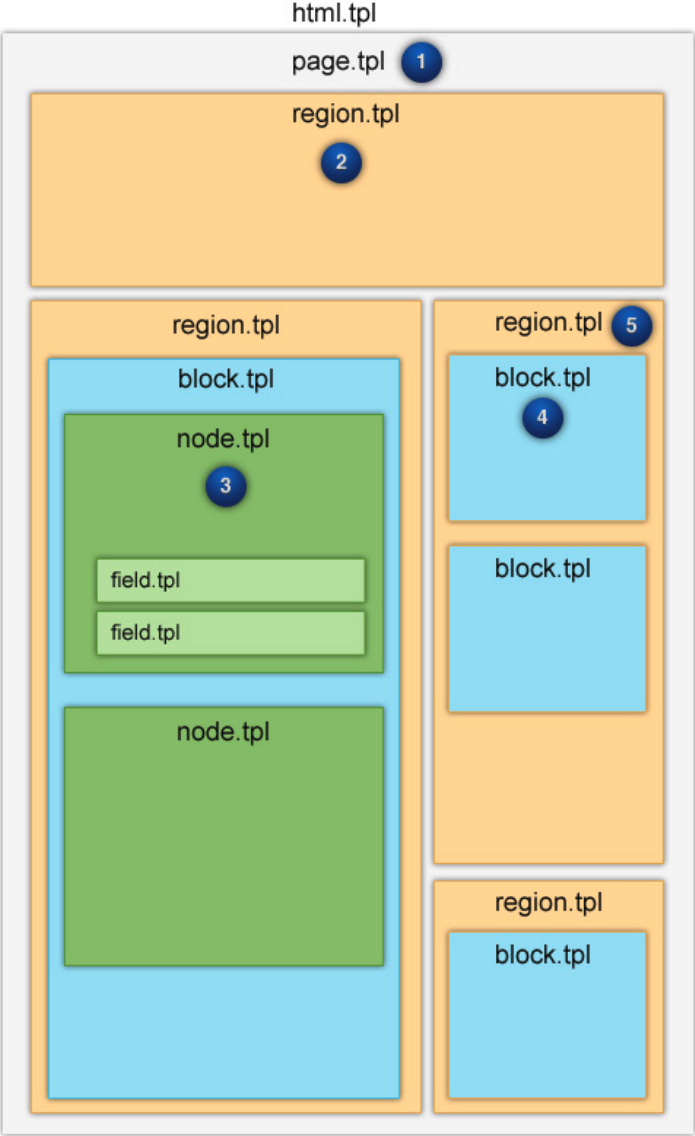 html.tpl
page.tpl 1
region.tpl
2
region.tpl
block.tpl
node.tpl
3
field.tpl
field.tpl
node.tpl
region.tpl 5
block.tpl
4
block.tpl
region.tpl
block.tpl